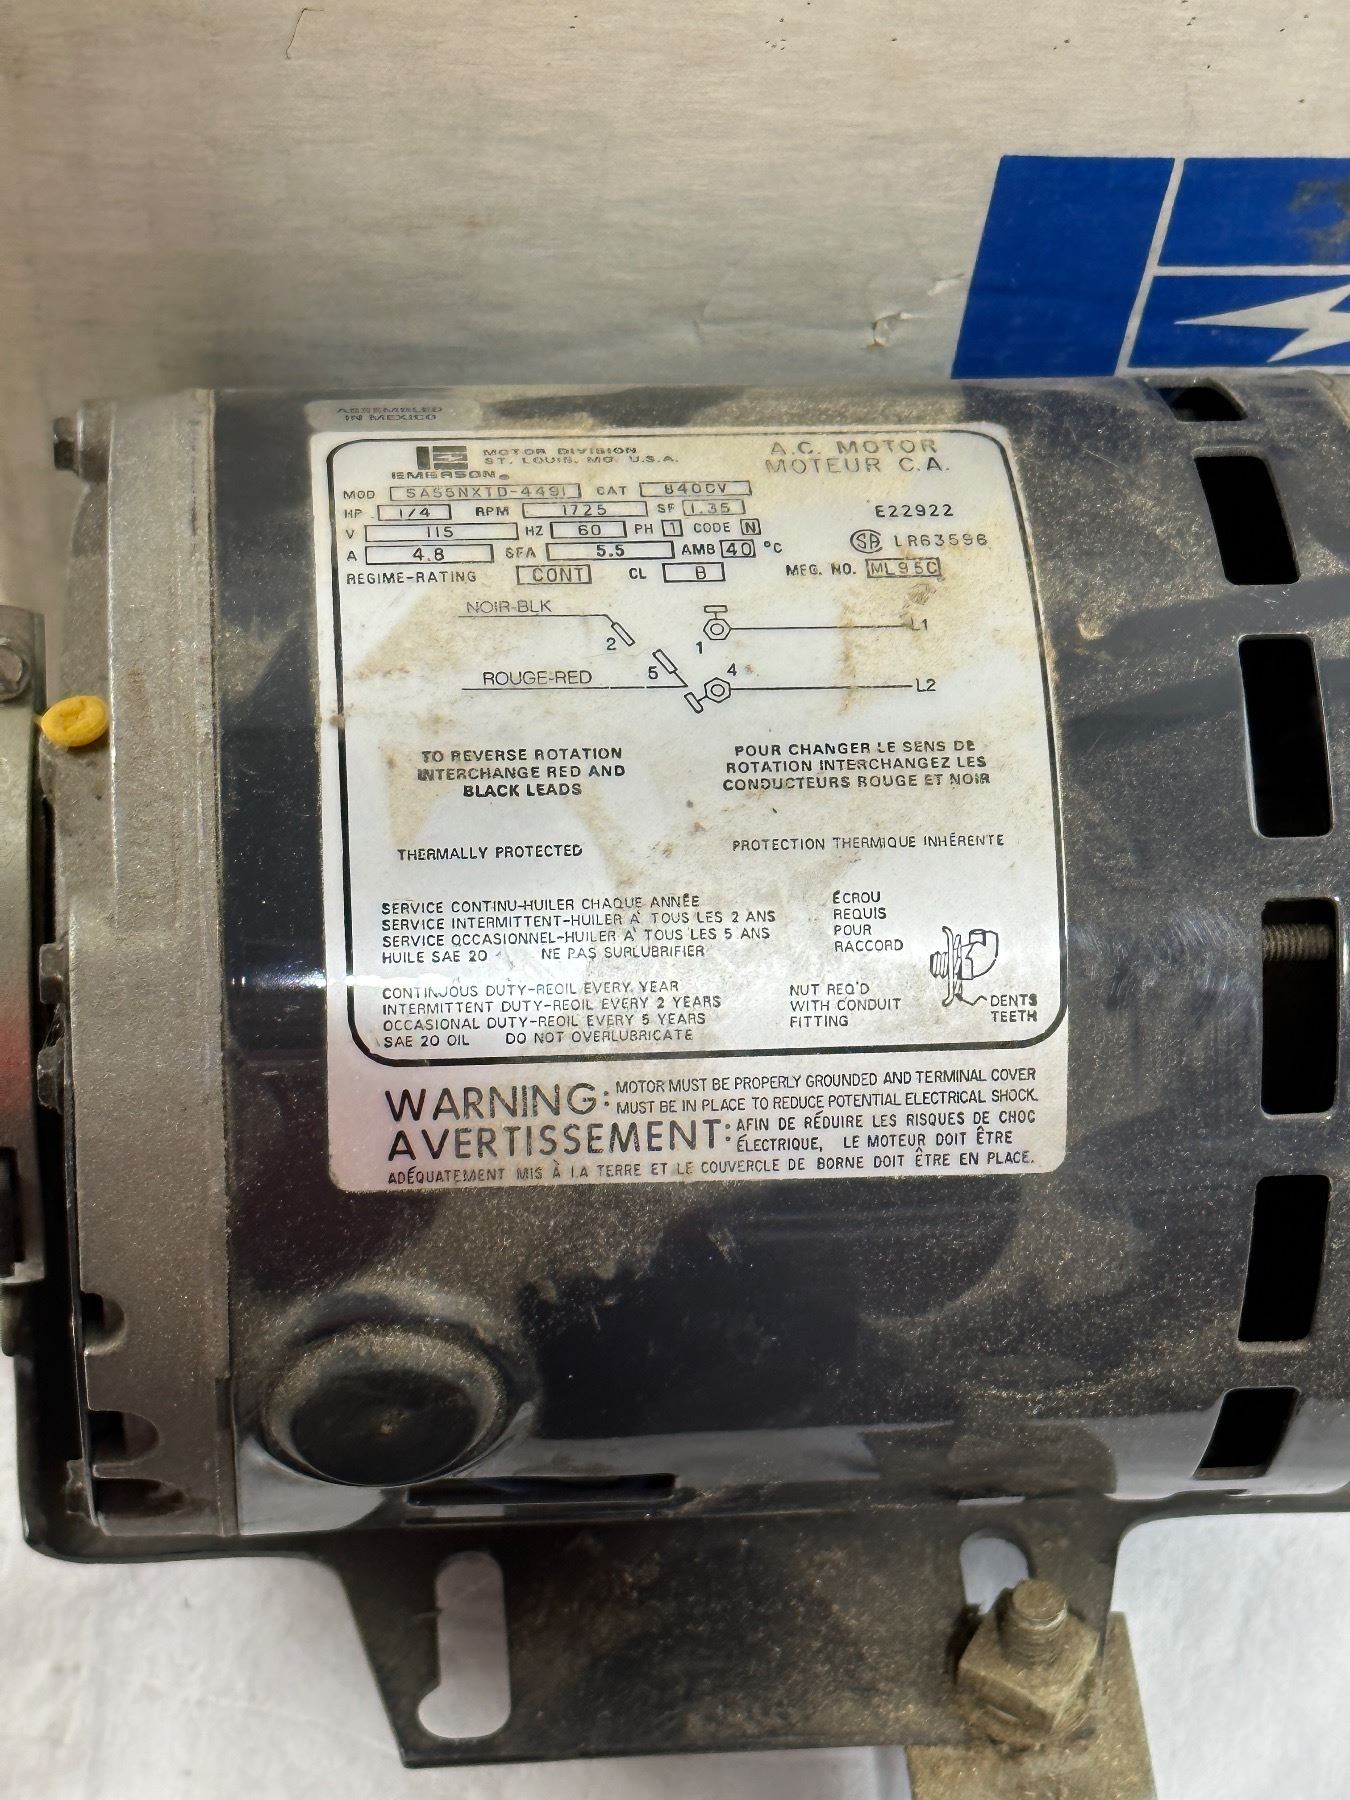 ASSEMBLED
IN MEXICO
EMERSON®
MOTOR DIVISION
ST. LOUIS, MO. U.S.A.
A.C. MOTOR
MOTEUR C.A.
MOD SA55NXTD-4491 CAT 840CV
HP 1/4 RPM 1725 SF 1.35
V 115 HZ 60 PH 1 CODE N
A 4.8 SFA 5.5 AMB 40 °C
REGIME-RATING CONT CL B
E22922
SA LR63596
MFG. NO. ML95C
NOIR-BLK
2
1
L1
ROUGE-RED
5
4
L2
TO REVERSE ROTATION
INTERCHANGE RED AND
BLACK LEADS
POUR CHANGER LE SENS DE
ROTATION INTERCHANGEZ LES
CONDUCTEURS ROUGE ET NOIR
THERMALLY PROTECTED
PROTECTION THERMIQUE INHÉRENTE
SERVICE CONTINU-HUILER CHAQUE ANNÉE
SERVICE INTERMITTENT-HUILER À TOUS LES 2 ANS
SERVICE OCCASIONNEL-HUILER À TOUS LES 5 ANS
HUILE SAE 20 NE PAS SURLUBRIFIER
ÉCROU
REQUIS
POUR
RACCORD
CONTINUOUS DUTY-REOIL EVERY YEAR
INTERMITTENT DUTY-REOIL EVERY 2 YEARS
OCCASIONAL DUTY-REOIL EVERY 5 YEARS
SAE 20 OIL DO NOT OVERLUBRICATE
NUT REQ'D
WITH CONDUIT
FITTING
DENTS
TEETH
WARNING: MOTOR MUST BE PROPERLY GROUNDED AND TERMINAL COVER
MUST BE IN PLACE TO REDUCE POTENTIAL ELECTRICAL SHOCK.
AVERTISSEMENT: AFIN DE RÉDUIRE LES RISQUES DE CHOC
ÉLECTRIQUE, LE MOTEUR DOIT ÊTRE
ADÉQUATEMENT MIS À LA TERRE ET LE COUVERCLE DE BORNE DOIT ÊTRE EN PLACE.